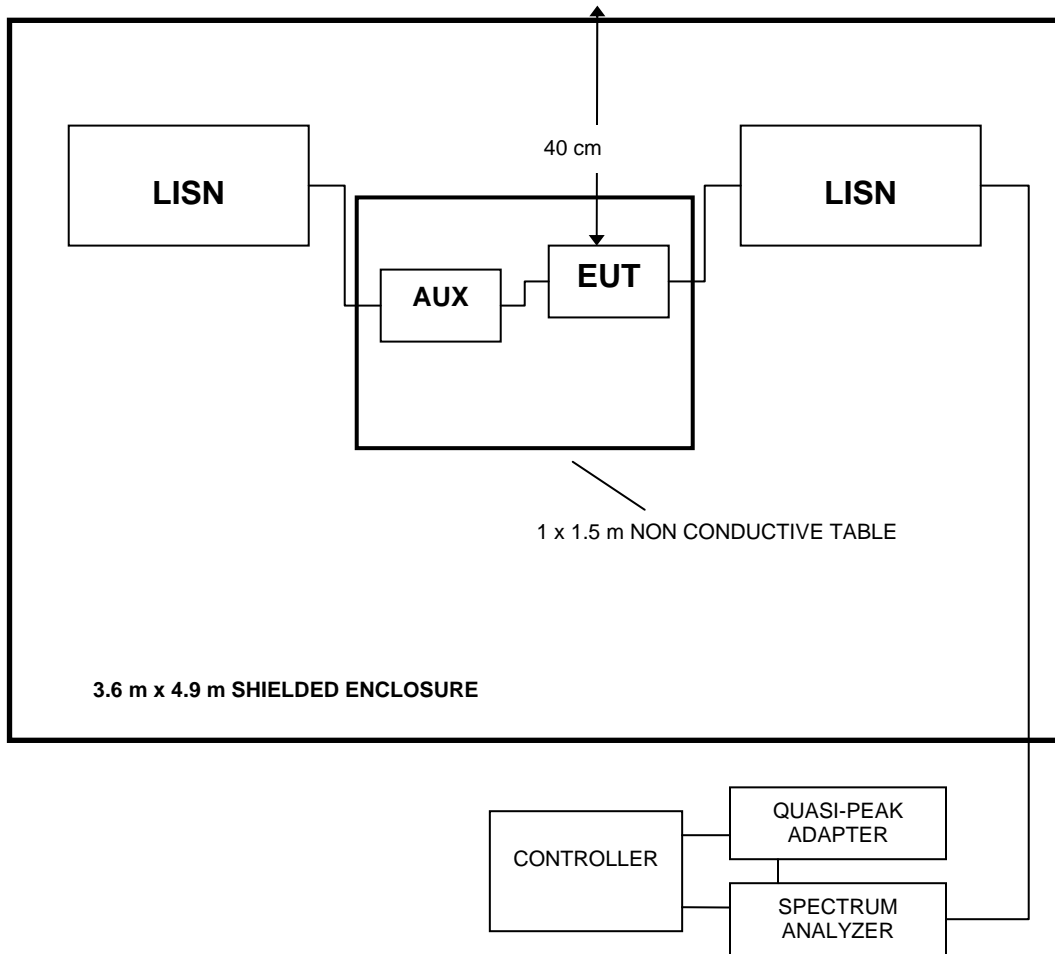 40 cm
LISN
LISN
EUT
AUX
1 x 1.5 m NON CONDUCTIVE TABLE
3.6 m x 4.9 m SHIELDED ENCLOSURE
QUASI-PEAK
ADAPTER
CONTROLLER
SPECTRUM
ANALYZER